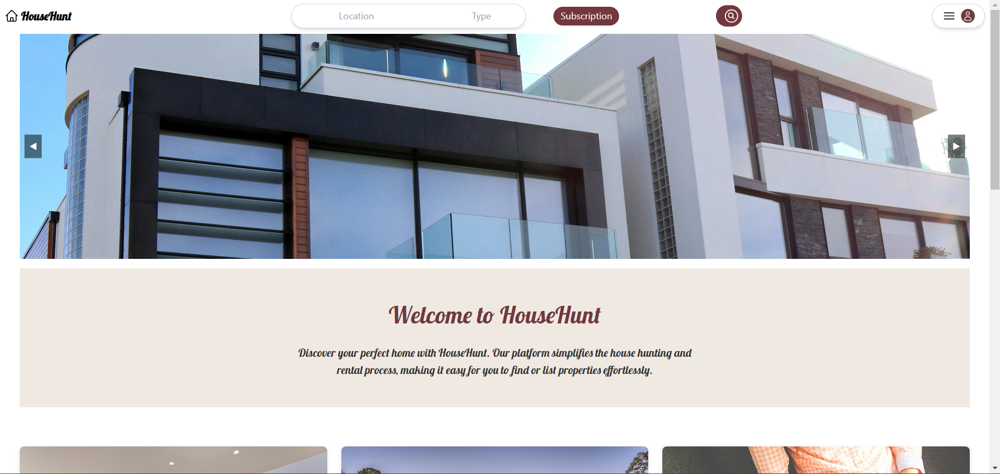 HouseHunt
Location
Type
Subscription
Welcome to HouseHunt
Discover your perfect home with HouseHunt. Our platform simplifies the house hunting and
rental process, making it easy for you to find or list properties effortlessly.